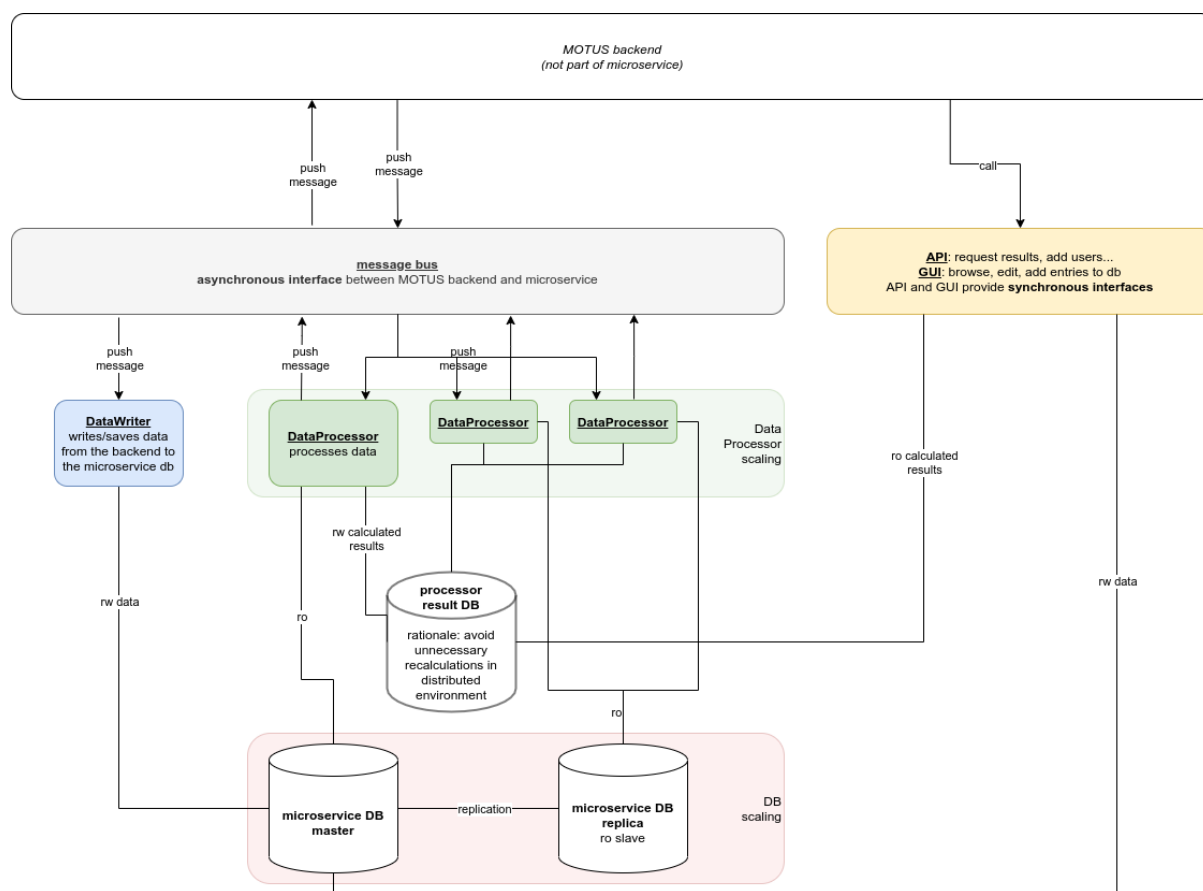 MOTUS backend
(not part of microservice)
push
message
push
message
call
message bus
asynchronous interface between MOTUS backend and microservice
API: request results, add users...
GUI: browse, edit, add entries to db
API and GUI provide synchronous interfaces
push
message
push
message
push
message
DataWriter
writes/saves data
from the backend to
the microservice db
DataProcessor
processes data
DataProcessor
DataProcessor
Data
Processor
scaling
ro calculated
results
rw calculated
results
rw data
ro
processor
result DB
rationale: avoid
unnecessary
recalculations in
distributed
environment
rw data
ro
microservice DB
master
replication
microservice DB
replica
ro slave
DB
scaling